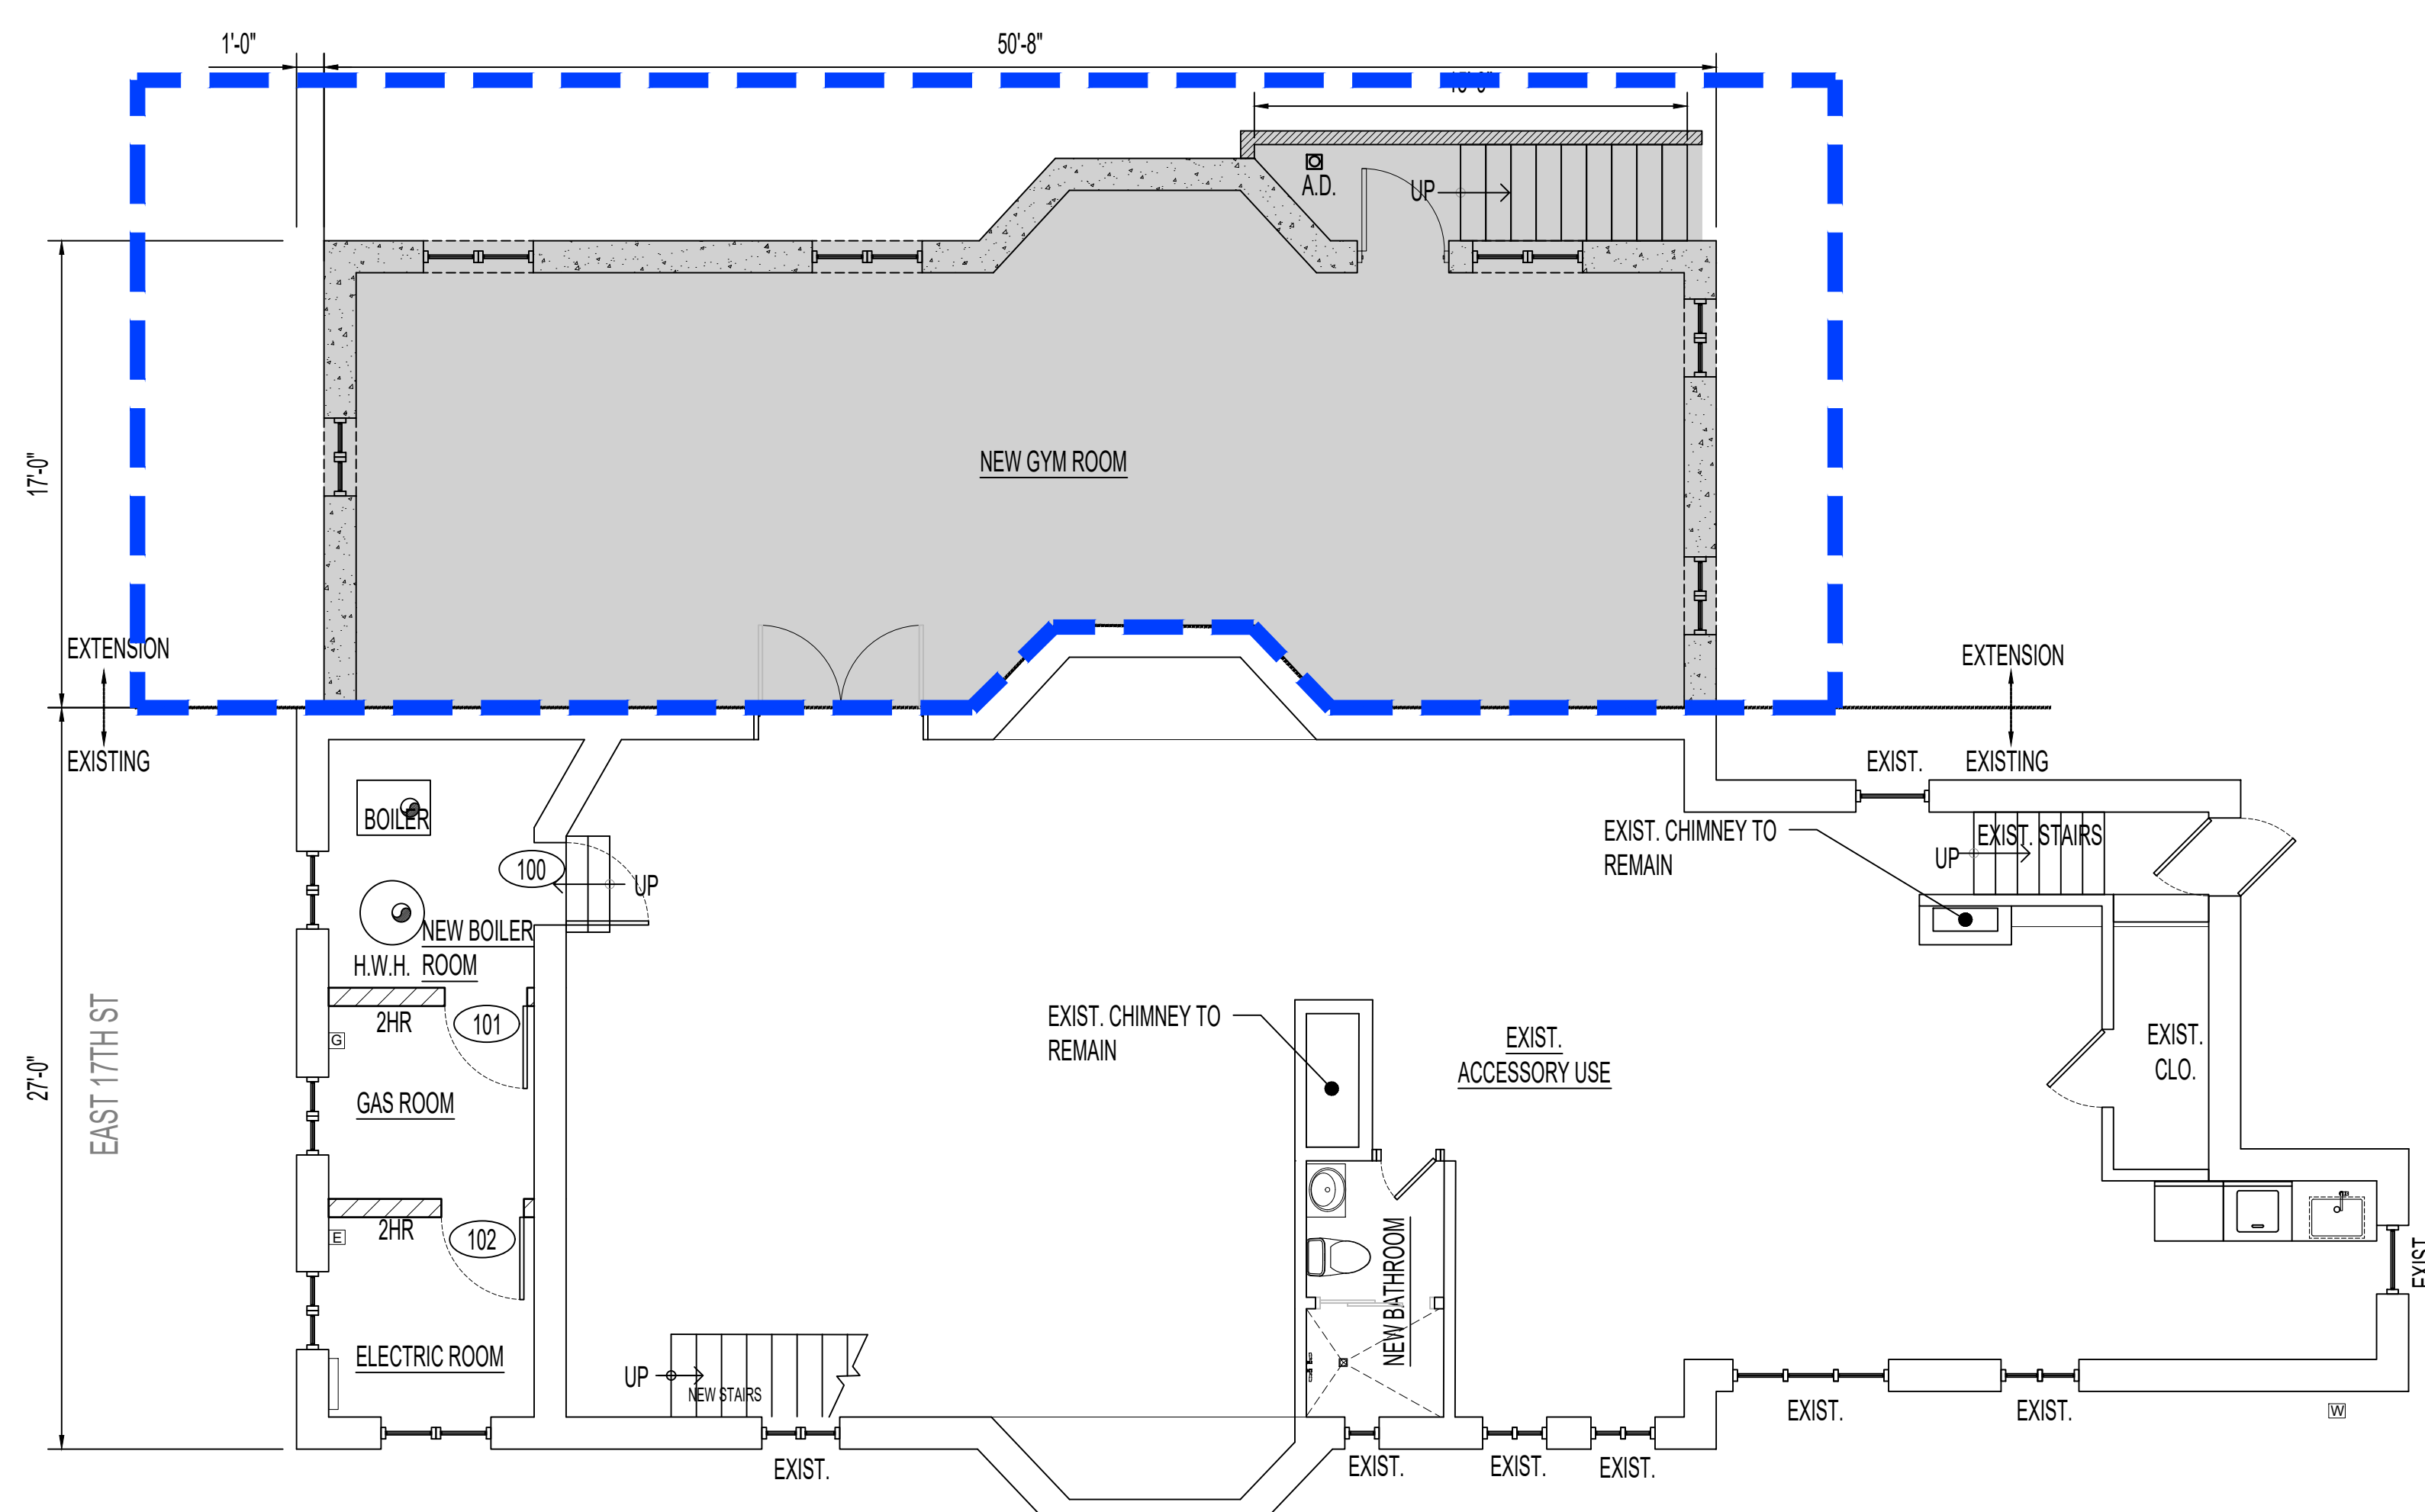 1'-0"
50'-8"
A.D.
UP
NEW GYM ROOM
17'-0"
EXTENSION
EXISTING
EXTENSION
EXISTING
EXIST.
BOILER
100
UP
NEW BOILER
ROOM
H.W.H.
EXIST. CHIMNEY TO
REMAIN
EXIST. STAIRS
UP
2HR
101
G
GAS ROOM
EAST 17TH ST
27'-0"
EXIST. CHIMNEY TO
REMAIN
EXIST.
ACCESSORY USE
EXIST.
CLO.
2HR
102
E
ELECTRIC ROOM
UP
NEW STAIRS
NEW BATHROOM
EXIST.
EXIST.
EXIST.
EXIST.
EXIST.
EXIST.
EXIST.
W